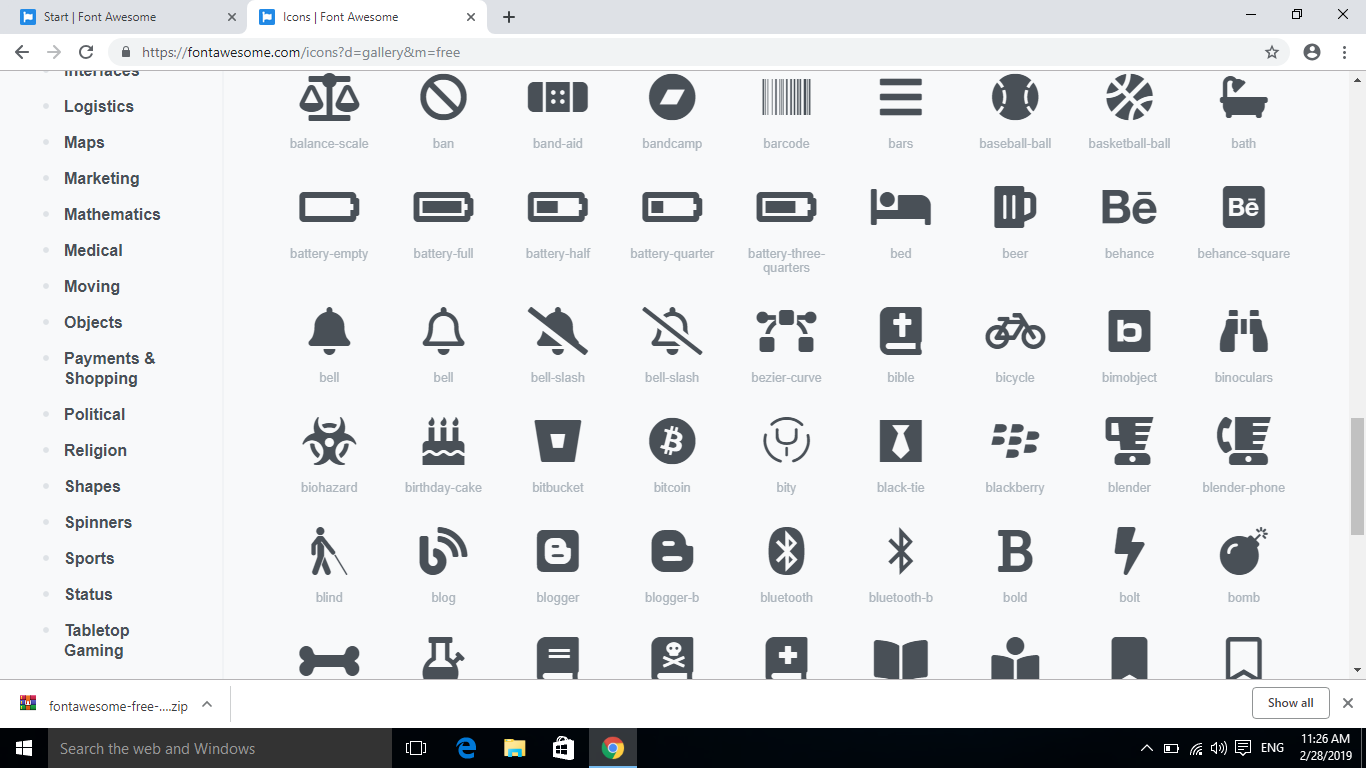 Start | Font Awesome
Icons | Font Awesome
https://fontawesome.com/icons?d=gallery&m=free
Interfaces
Logistics
Maps
Marketing
Mathematics
Medical
Moving
Objects
Payments &
Shopping
Political
Religion
Shapes
Spinners
Sports
Status
Tabletop
Gaming
balance-scale ban band-aid bandcamp barcode bars baseball-ball basketball-ball bath
Bē Bē
battery-empty battery-full battery-half battery-quarter battery-three-
quarters bed beer behance behance-square
b
bell bell bell-slash bell-slash bezier-curve bible bicycle bimobject binoculars
biohazard birthday-cake bitbucket bitcoin bity black-tie blackberry blender blender-phone
B
blind blog blogger blogger-b bluetooth bluetooth-b bold bolt bomb
fontawesome-free-....zip
Show all
Search the web and Windows
ENG
11:26 AM
2/28/2019